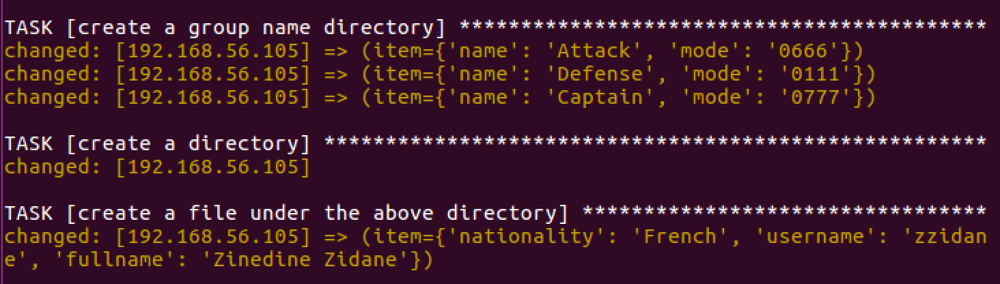 TASK [create a group name directory] *******************************************
changed: [192.168.56.105] => (item={'name': 'Attack', 'mode': '0666'})
changed: [192.168.56.105] => (item={'name': 'Defense', 'mode': '0111'})
changed: [192.168.56.105] => (item={'name': 'Captain', 'mode': '0777'})
TASK [create a directory] ******************************************************
changed: [192.168.56.105]
TASK [create a file under the above directory] *********************************
changed: [192.168.56.105] => (item={'nationality': 'French', 'username': 'zzidan
e', 'fullname': 'Zinedine Zidane'})